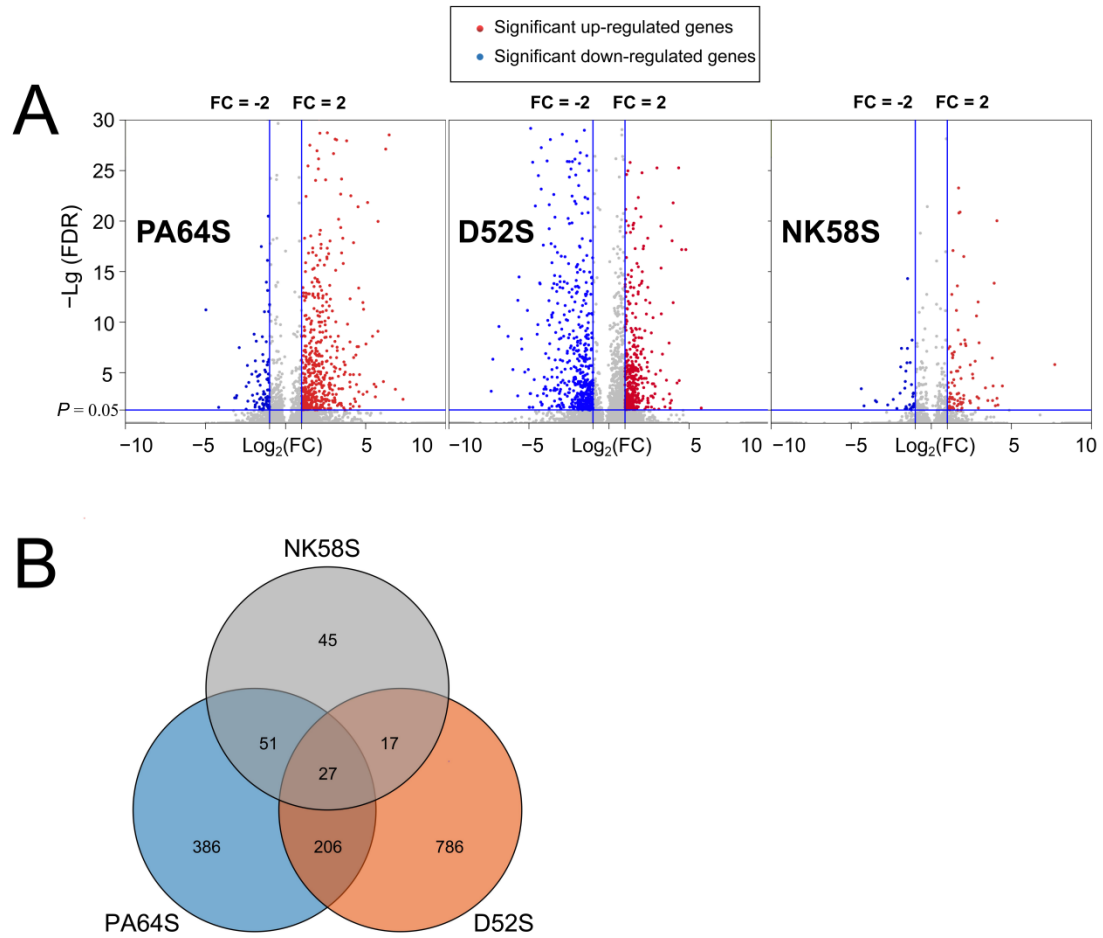 Significant up-regulated genes
Significant down-regulated genes
A
FC = -2 FC = 2 FC = -2 FC = 2 FC = -2 FC = 2
30
25
20
15
10
5
P = 0.05
−Lg (FDR)
PA64S D52S NK58S
−10 −5 5 10 −10 −5 5 10 −10 −5 5 10
Log₂(FC) Log₂(FC) Log₂(FC)
B
NK58S
45
51 17
27
386 206 786
PA64S D52S